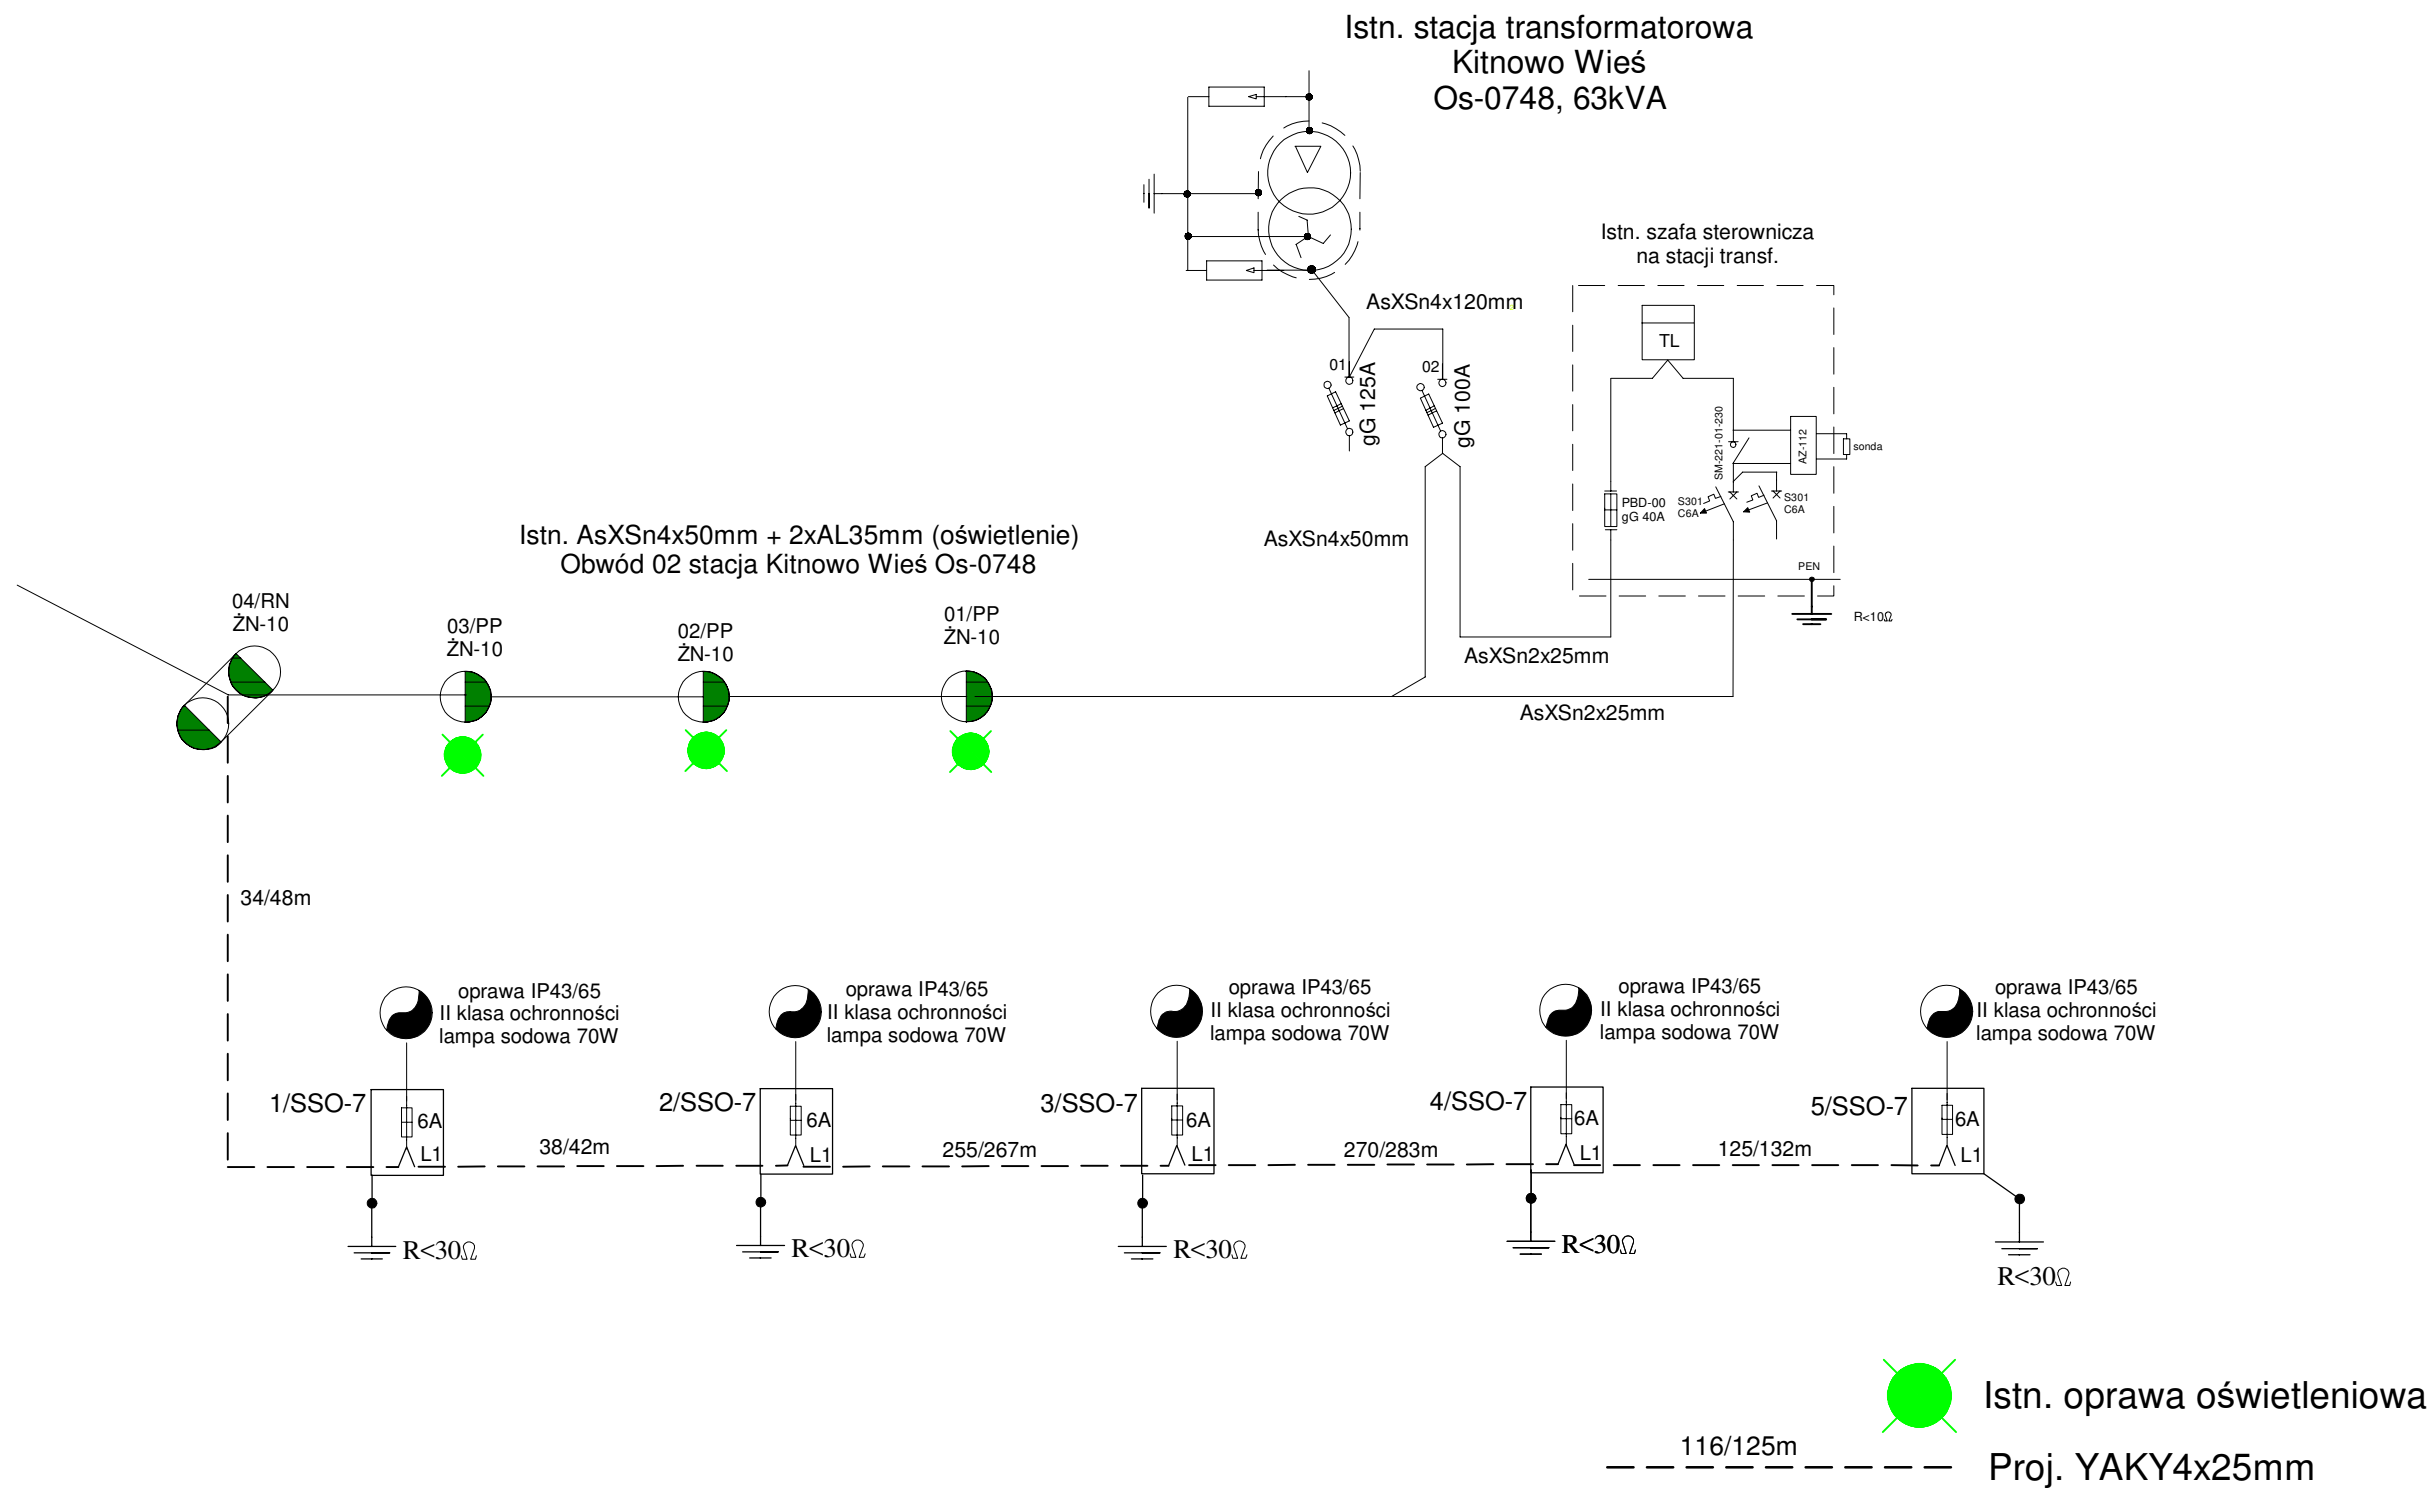 Istn. stacja transformatorowa
Kitnowo Wieś
Os-0748, 63kVA
Istn. szafa sterownicza
na stacji transf.
AsXSn4x120mm
TL
01
gG 125A
02
gG 100A
SM-221-01-230
AZ-112
sonda
PBD-00
gG 40A
S301
C6A
S301
C6A
PEN
R<10Ω
AsXSn4x50mm
AsXSn2x25mm
AsXSn2x25mm
Istn. AsXSn4x50mm + 2xAL35mm (oświetlenie)
Obwód 02 stacja Kitnowo Wieś Os-0748
04/RN
ŻN-10
03/PP
ŻN-10
02/PP
ŻN-10
01/PP
ŻN-10
34/48m
oprawa IP43/65
II klasa ochronności
lampa sodowa 70W
oprawa IP43/65
II klasa ochronności
lampa sodowa 70W
oprawa IP43/65
II klasa ochronności
lampa sodowa 70W
oprawa IP43/65
II klasa ochronności
lampa sodowa 70W
oprawa IP43/65
II klasa ochronności
lampa sodowa 70W
1/SSO-7
6A
L1
38/42m
2/SSO-7
6A
L1
255/267m
3/SSO-7
6A
L1
270/283m
4/SSO-7
6A
L1
125/132m
5/SSO-7
6A
L1
R<30Ω
R<30Ω
R<30Ω
R<30Ω
R<30Ω
Istn. oprawa oświetleniowa
116/125m
Proj. YAKY4x25mm